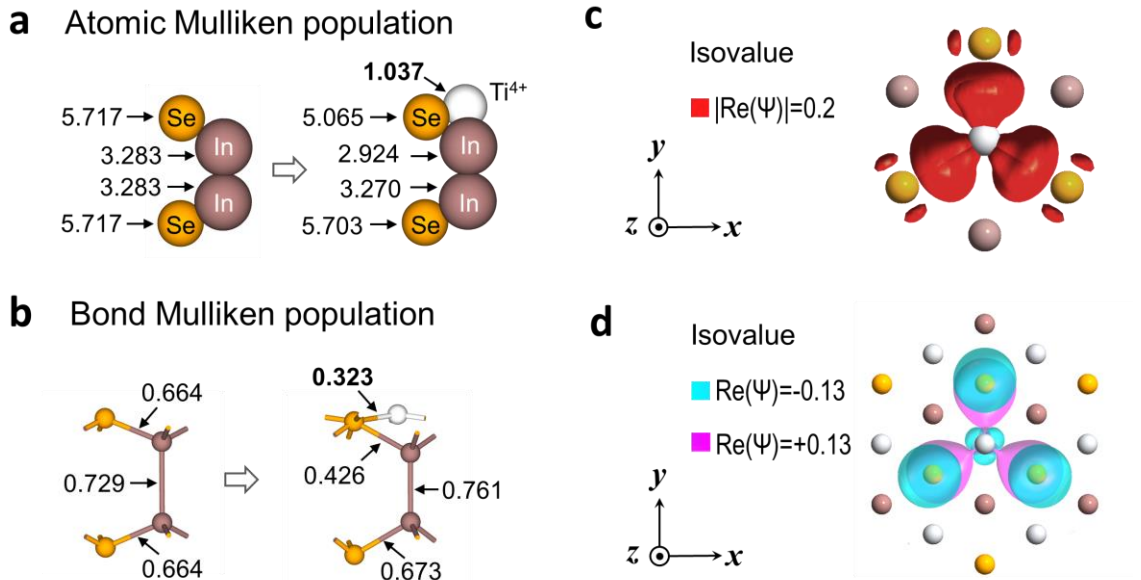 a Atomic Mulliken population
1.037
Ti⁴⁺
5.717 Se
5.065 Se
3.283 In
2.924 In
3.283 In
3.270 In
5.717 Se
5.703 Se
b Bond Mulliken population
0.664
0.323
0.729
0.426
0.761
0.664
0.673
c
Isovalue
|Re(Ψ)|=0.2
y
z x
d
Isovalue
Re(Ψ)=-0.13
Re(Ψ)=+0.13
y
z x